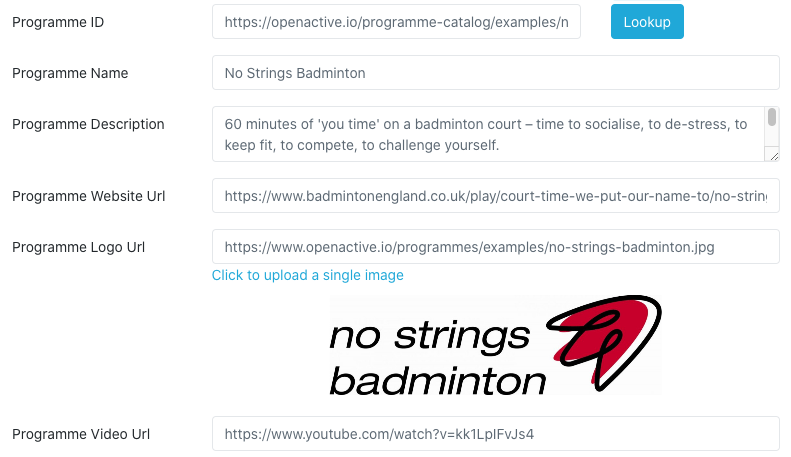 Programme ID
https://openactive.io/programme-catalog/examples/n
Lookup
Programme Name
No Strings Badminton
Programme Description
60 minutes of 'you time' on a badminton court – time to socialise, to de-stress, to
keep fit, to compete, to challenge yourself.
Programme Website Url
https://www.badmintonengland.co.uk/play/court-time-we-put-our-name-to/no-string
Programme Logo Url
https://www.openactive.io/programmes/examples/no-strings-badminton.jpg
Click to upload a single image
no strings
badminton
Programme Video Url
https://www.youtube.com/watch?v=kk1LpIFvJs4